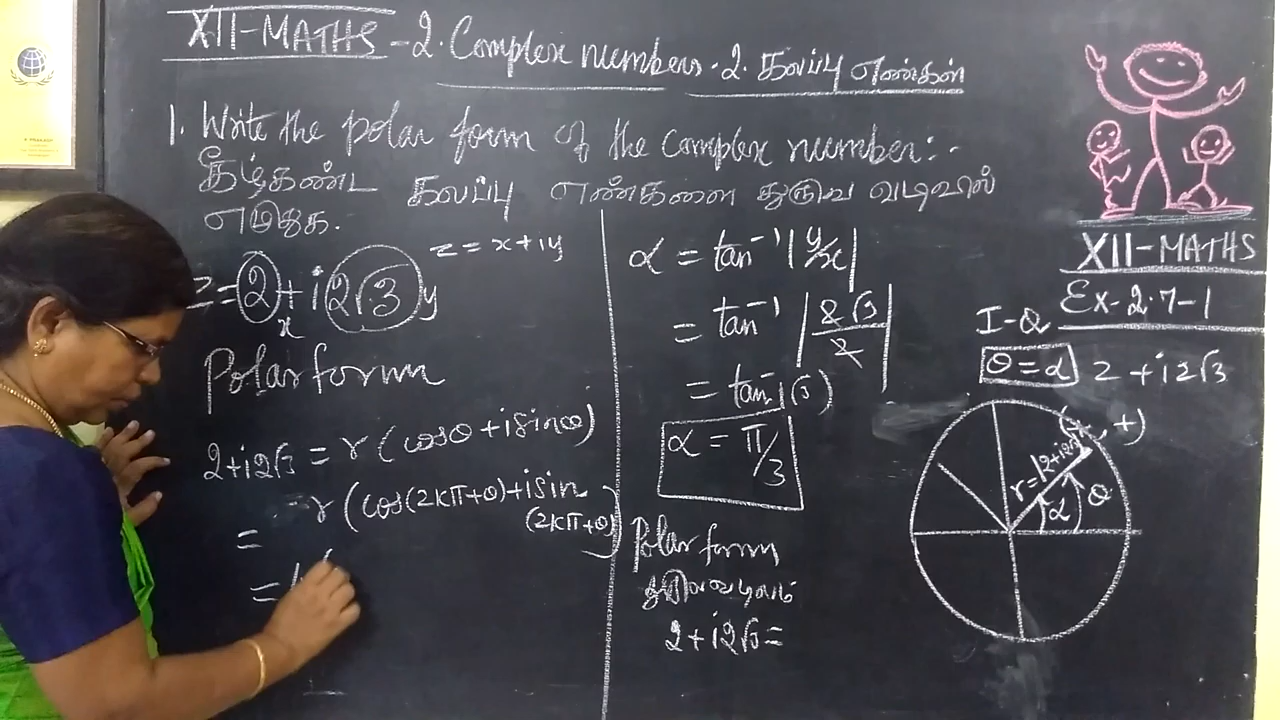 XII-MATHS - 2. Complex numbers - 2. கலப்பு எண்கள்
1. Write the polar form of the complex number:-
கீழ்கண்ட கலப்பு எண்களை துருவ வடிவில்
எழுதுக.
z = x+iy
z = 2 + i 2√3 y
x
Polar form
2+i2√3 = r(cosθ + i sinθ)
= r(cos(2kπ+θ)+isin
(2kπ+θ))
=
α = tan⁻¹ |y/x|
= tan⁻¹ |2√3/2|
= tan⁻¹(√3)
α = π/3
Polar form
2+i2√3 =
XII-MATHS
Ex-2.7-1
I-Q
θ = α 2 + i2√3
(+, +)
r=|2+i2√3|
α θ